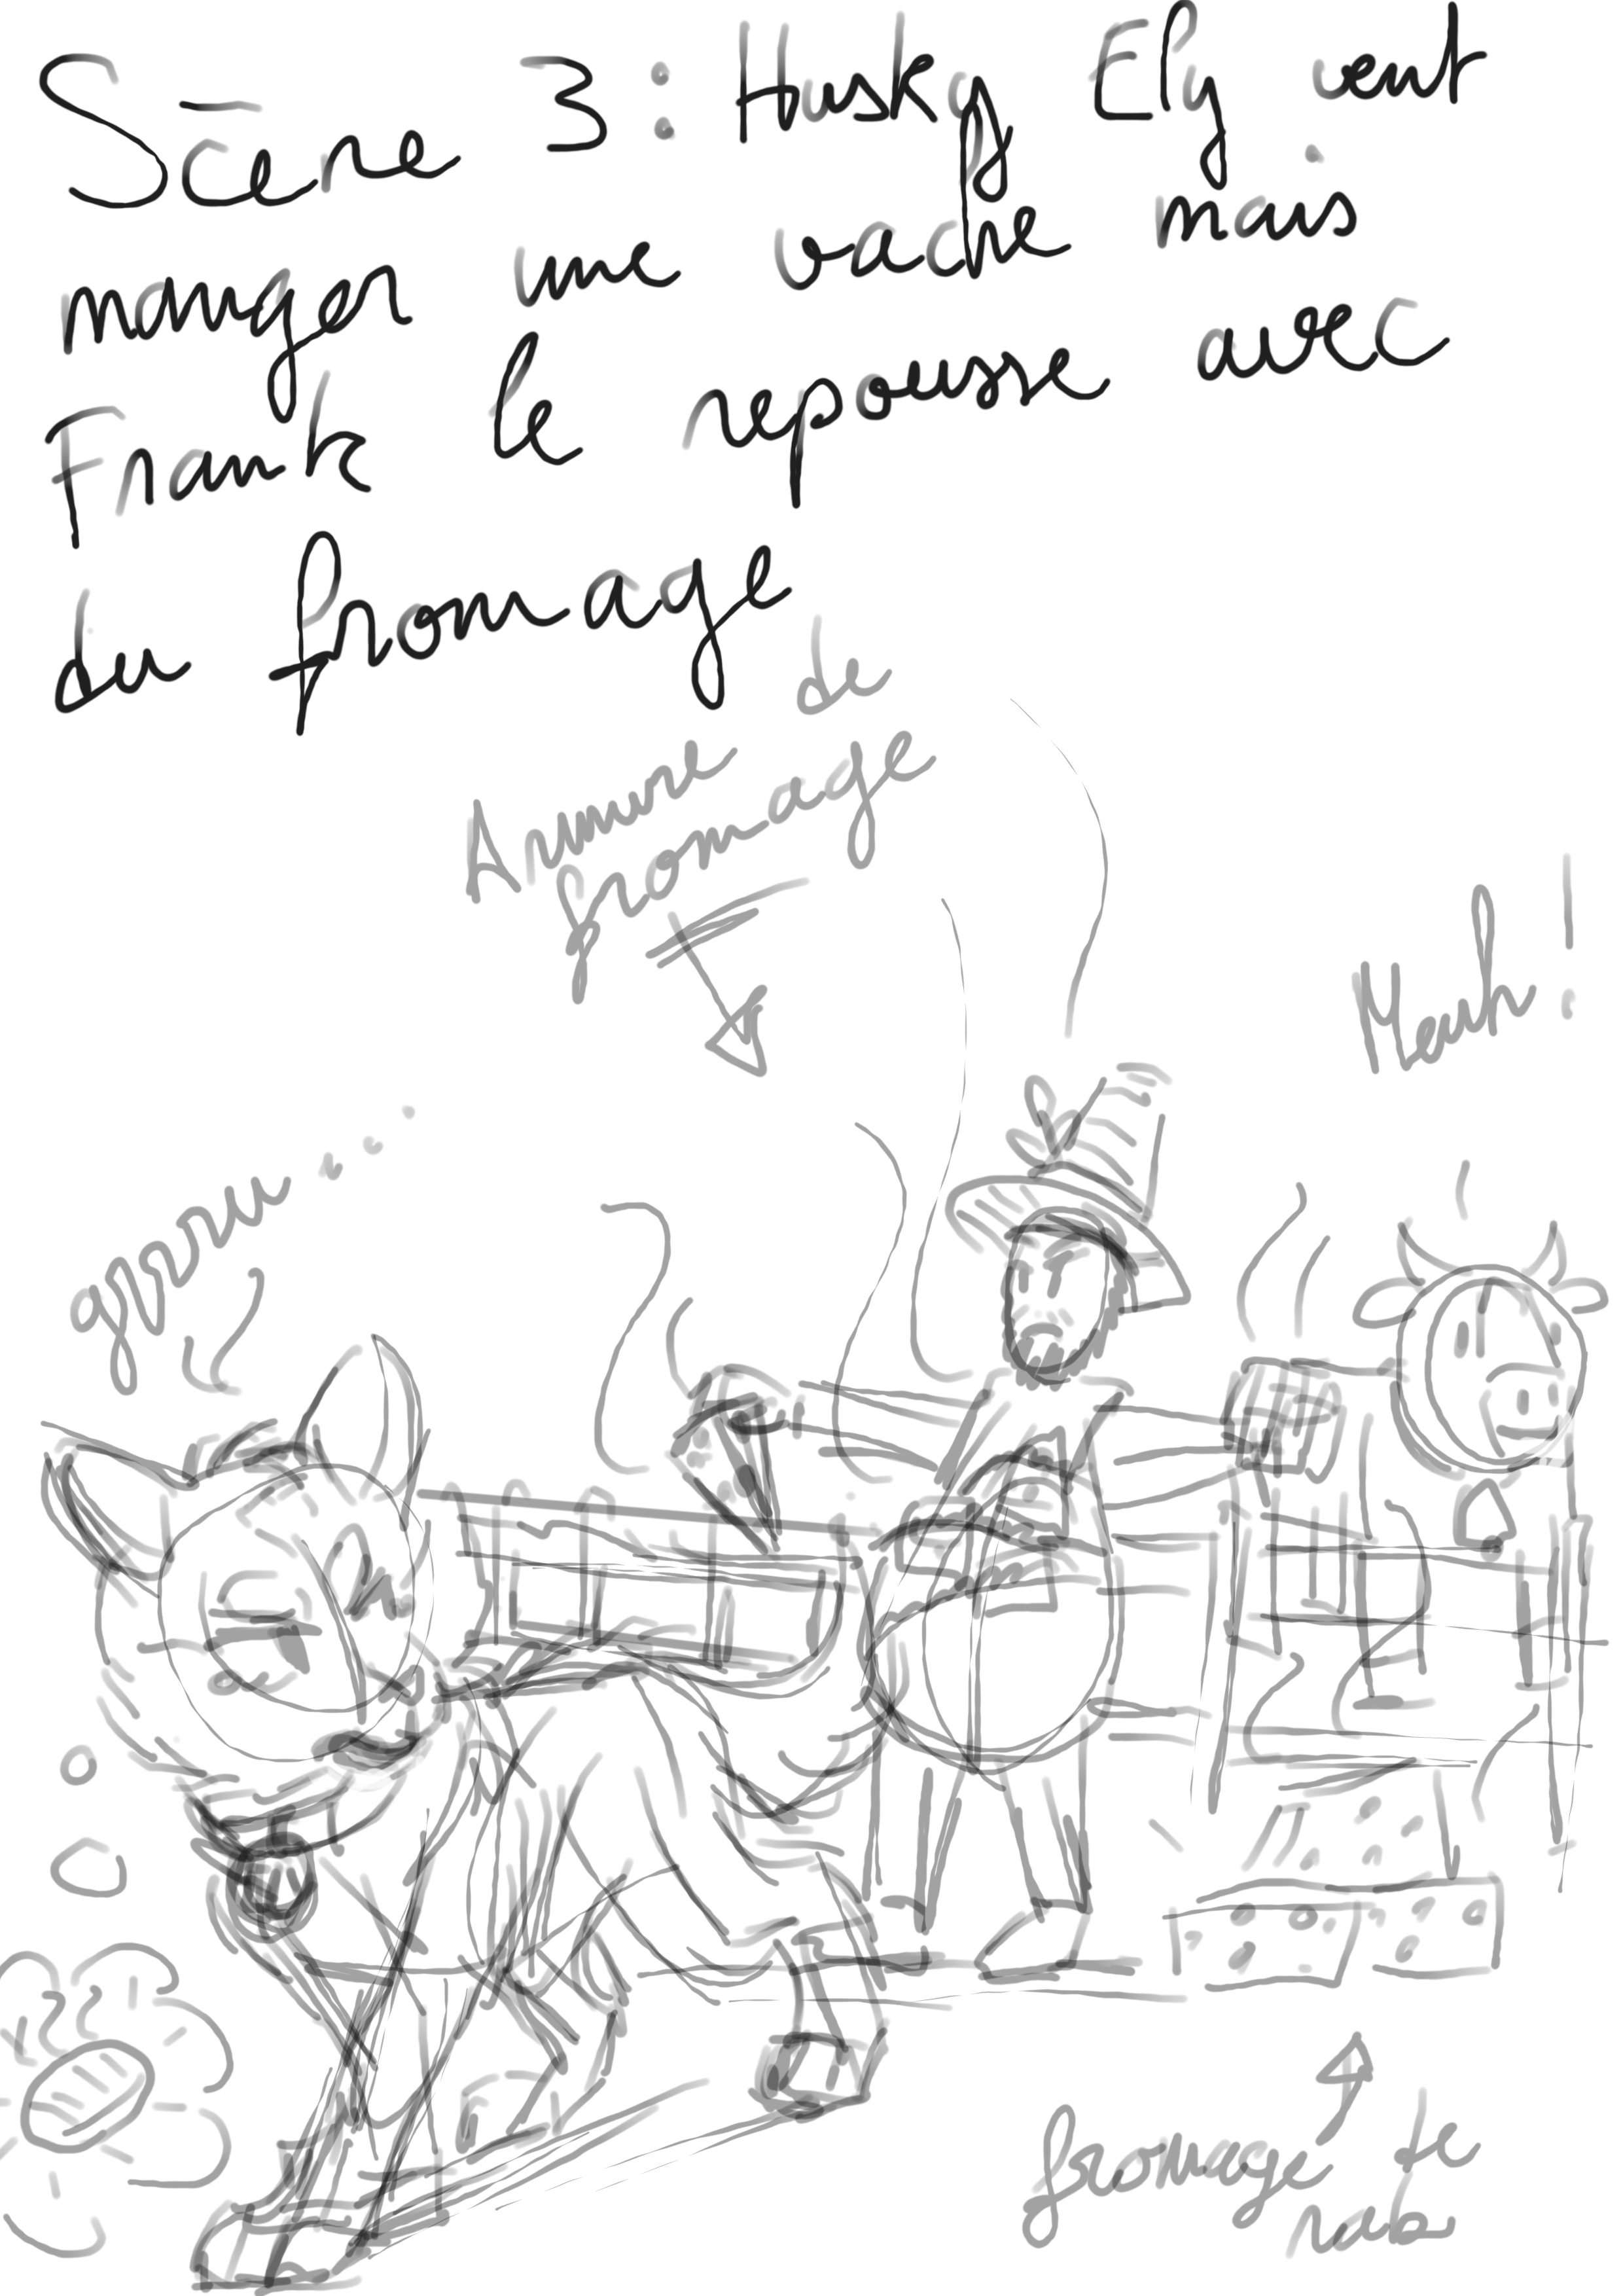 Scène 3 : Husky Ely veut
manger une vache mais
Frank le repousse avec
du fromage
Armure de
fromage
Meuh !
grrrr...
fromage de